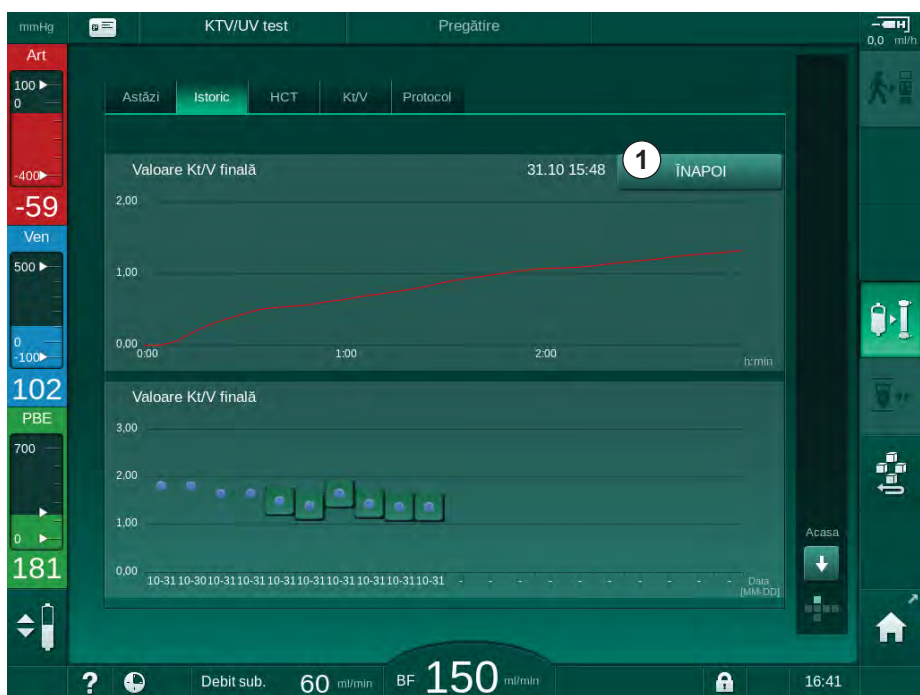 mmHg
KTV/UV test
Pregătire
0,0 ml/h
Art
100
0
-400
-59
Ven
500
0
-100
102
PBE
700
0
181
Astăzi
Istoric
HCT
Kt/V
Protocol
Valoare Kt/V finală
31.10 15:48
1
ÎNAPOI
2,00
1,00
0,00
0:00 1:00 2:00
h:min
Valoare Kt/V finală
3,00
2,00
1,00
0,00
10-31 10-30 10-31 10-31 10-31 10-31 10-31 10-31 10-31 10-31 - - - - - - - - - -
Data
[MM-DD]
Acasa
? Debit sub. 60 ml/min BF 150 ml/min 16:41